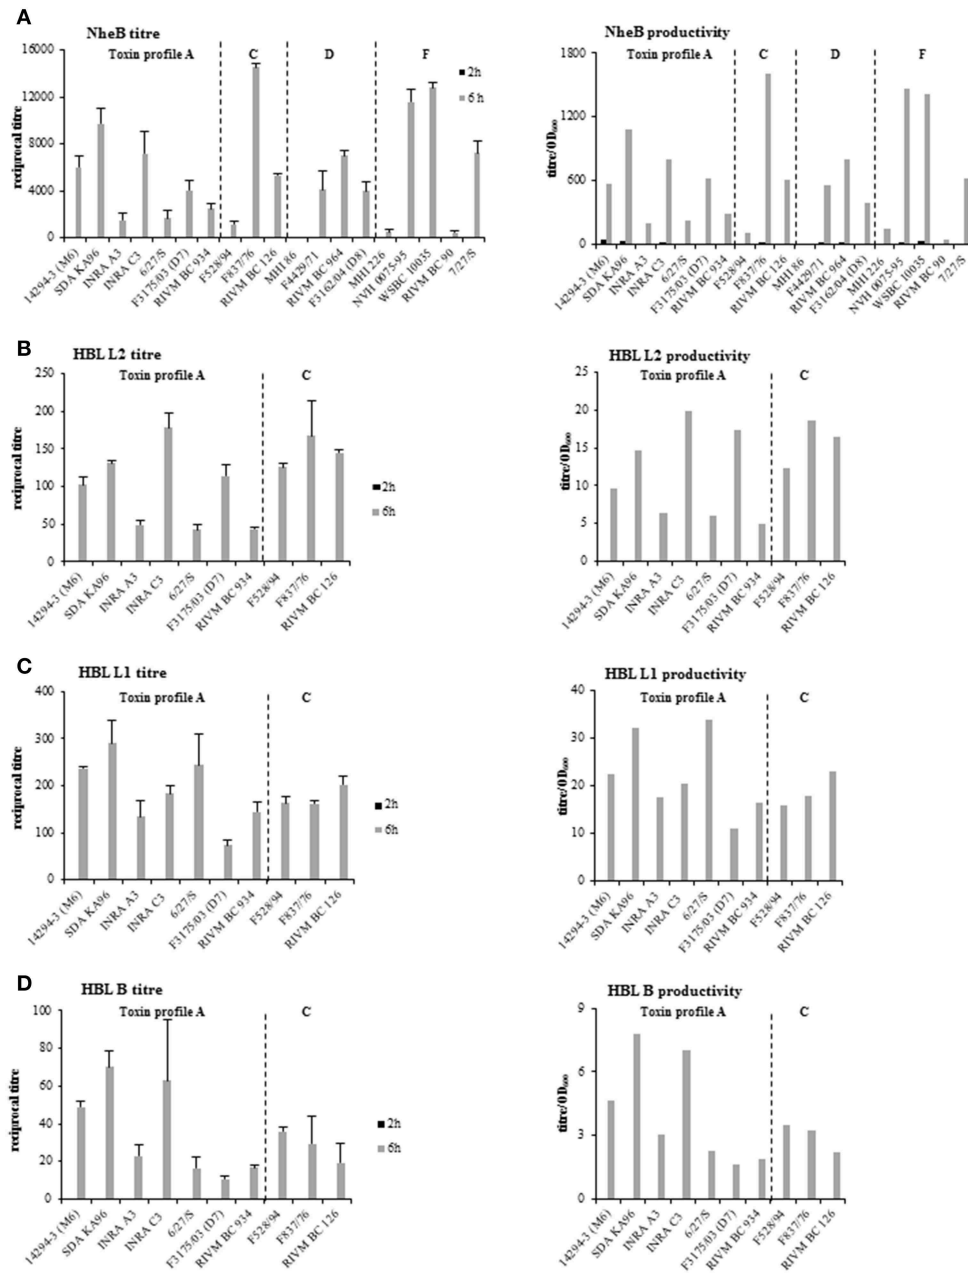 A
NheB titre
Toxin profile A
C
D
F
16000
12000
8000
4000
0
reciprocal titre
2h
6 h
14294-3 (M6)
SDA KA96
INRA A3
INRA C3
6/27/S
F3175/03 (D7)
RIVM BC 934
F528/94
F837/76
RIVM BC 126
MHI 86
F4429/71
RIVM BC 964
F3162/04 (D8)
MHI 226
NVH 0075-95
WSBC 10035
RIVM BC 90
7/27/S
NheB productivity
Toxin profile A
C
D
F
1800
1200
600
0
titre/OD600
14294-3 (M6)
SDA KA96
INRA A3
INRA C3
6/27/S
F3175/03 (D7)
RIVM BC 934
F528/94
F837/76
RIVM BC 126
MHI 86
F4429/71
RIVM BC 964
F3162/04 (D8)
MHI 226
NVH 0075-95
WSBC 10035
RIVM BC 90
7/27/S
B
HBL L2 titre
Toxin profile A
C
250
200
150
100
50
0
reciprocal titre
2h
6h
14294-3 (M6)
SDA KA96
INRA A3
INRA C3
6/27/S
F3175/03 (D7)
RIVM BC 934
F528/94
F837/76
RIVM BC 126
HBL L2 productivity
Toxin profile A
C
25
20
15
10
5
0
titre/OD600
14294-3 (M6)
SDA KA96
INRA A3
INRA C3
6/27/S
F3175/03 (D7)
RIVM BC 934
F528/94
F837/76
RIVM BC 126
C
HBL L1 titre
Toxin profile A
C
400
300
200
100
0
reciprocal titre
2h
6h
14294-3 (M6)
SDA KA96
INRA A3
INRA C3
6/27/S
F3175/03 (D7)
RIVM BC 934
F528/94
F837/76
RIVM BC 126
HBL L1 productivity
Toxin profile A
C
40
30
20
10
0
titre/OD600
14294-3 (M6)
SDA KA96
INRA A3
INRA C3
6/27/S
F3175/03 (D7)
RIVM BC 934
F528/94
F837/76
RIVM BC 126
D
HBL B titre
Toxin profile A
C
100
80
60
40
20
0
reciprocal titre
2h
6h
14294-3 (M6)
SDA KA96
INRA A3
INRA C3
6/27/S
F3175/03 (D7)
RIVM BC 934
F528/94
F837/76
RIVM BC 126
HBL B productivity
Toxin profile A
C
9
6
3
0
titre/OD600
14294-3 (M6)
SDA KA96
INRA A3
INRA C3
6/27/S
F3175/03 (D7)
RIVM BC 934
F528/94
F837/76
RIVM BC 126